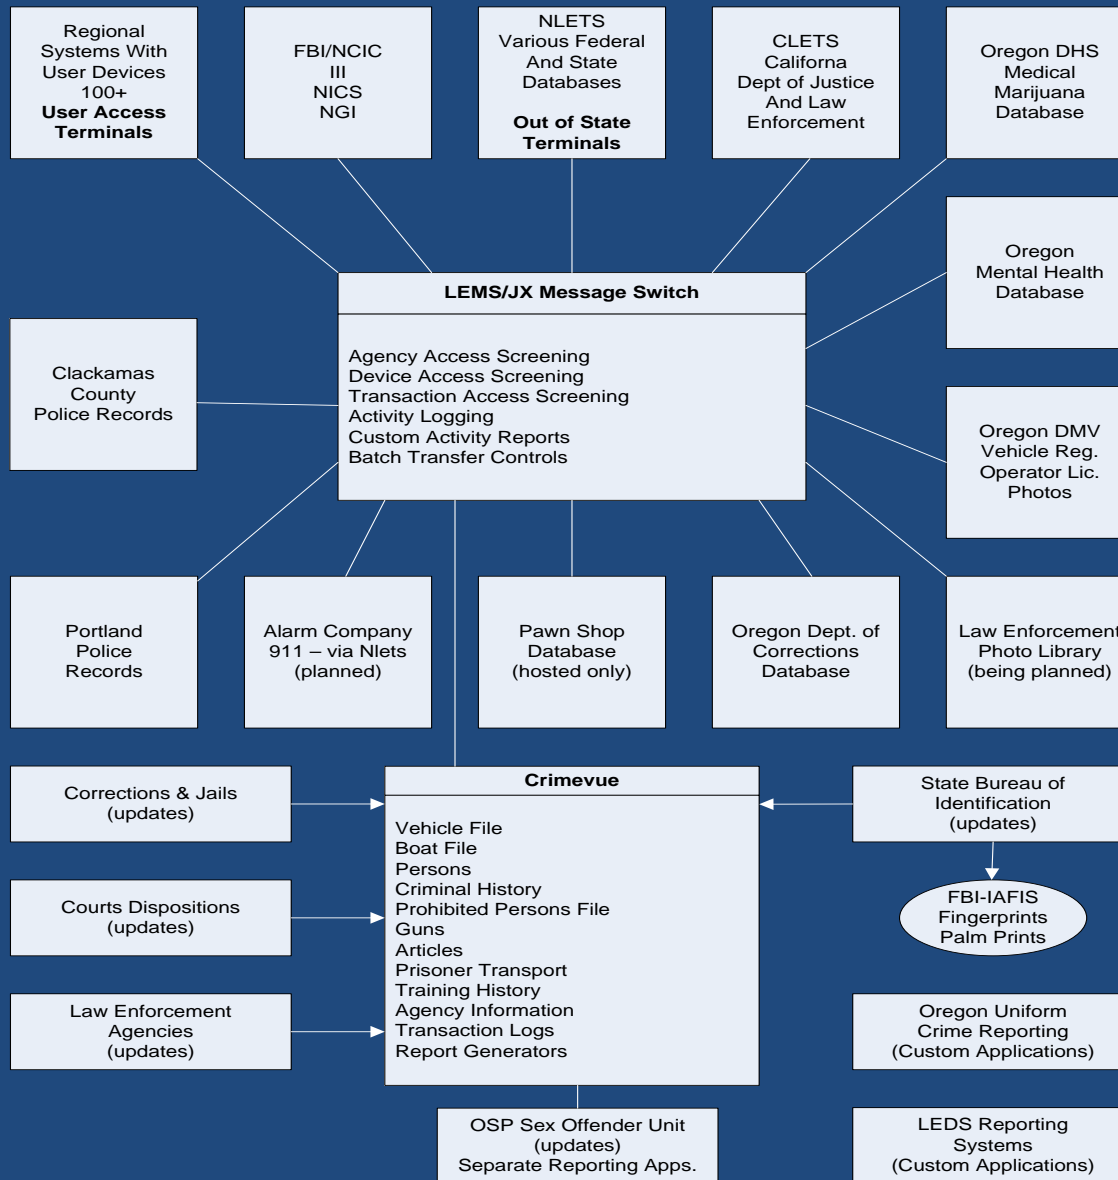 Regional
Systems With
User Devices
100+
User Access
Terminals
FBI/NCIC
III
NICS
NGI
NLETS
Various Federal
And State
Databases
Out of State
Terminals
CLETS
Californa
Dept of Justice
And Law
Enforcement
Oregon DHS
Medical
Marijuana
Database
Oregon
Mental Health
Database
LEMS/JX Message Switch
Agency Access Screening
Device Access Screening
Transaction Access Screening
Activity Logging
Custom Activity Reports
Batch Transfer Controls
Clackamas
County
Police Records
Oregon DMV
Vehicle Reg.
Operator Lic.
Photos
Portland
Police
Records
Alarm Company
911 – via Nlets
(planned)
Pawn Shop
Database
(hosted only)
Oregon Dept. of
Corrections
Database
Law Enforcement
Photo Library
(being planned)
Corrections & Jails
(updates)
Courts Dispositions
(updates)
Law Enforcement
Agencies
(updates)
Crimevue
Vehicle File
Boat File
Persons
Criminal History
Prohibited Persons File
Guns
Articles
Prisoner Transport
Training History
Agency Information
Transaction Logs
Report Generators
State Bureau of
Identification
(updates)
FBI-IAFIS
Fingerprints
Palm Prints
Oregon Uniform
Crime Reporting
(Custom Applications)
OSP Sex Offender Unit
(updates)
Separate Reporting Apps.
LEDS Reporting
Systems
(Custom Applications)